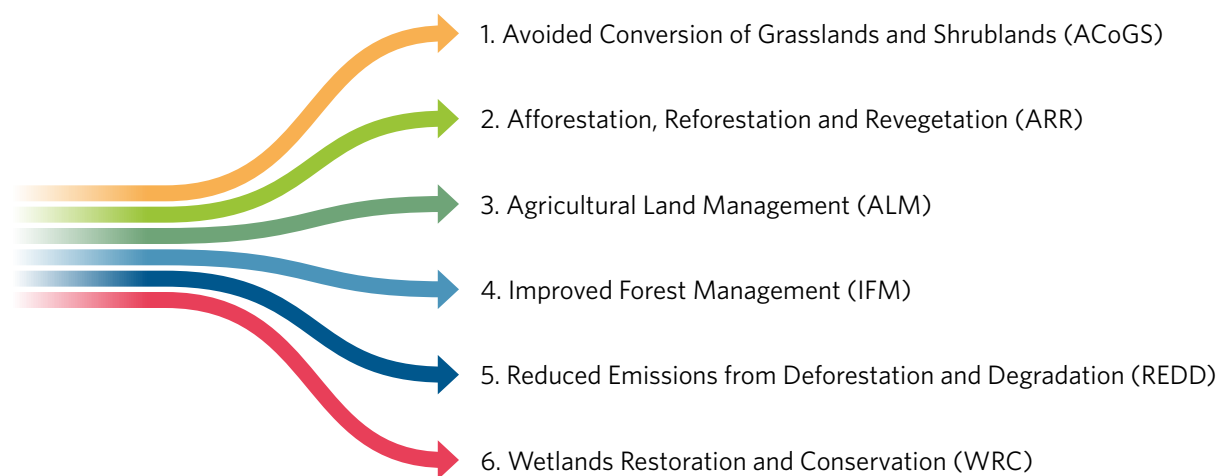 1. Avoided Conversion of Grasslands and Shrublands (ACoGS)
2. Afforestation, Reforestation and Revegetation (ARR)
3. Agricultural Land Management (ALM)
4. Improved Forest Management (IFM)
5. Reduced Emissions from Deforestation and Degradation (REDD)
6. Wetlands Restoration and Conservation (WRC)